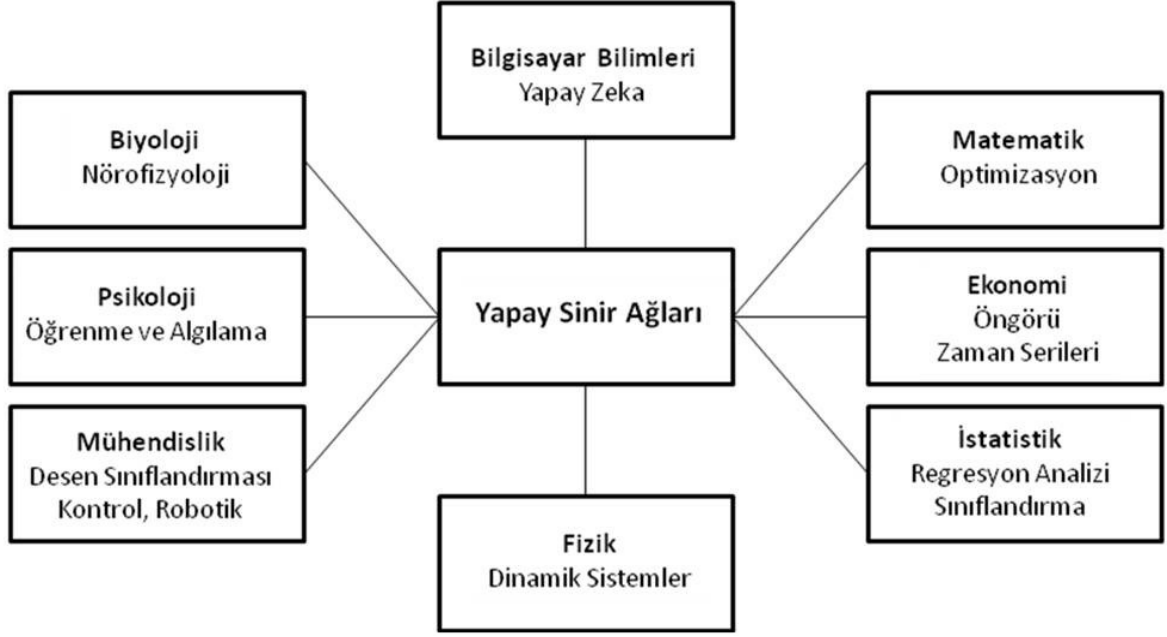 Bilgisayar Bilimleri
Yapay Zeka
Biyoloji
Nörofizyoloji
Matematik
Optimizasyon
Psikoloji
Öğrenme ve Algılama
Yapay Sinir Ağları
Ekonomi
Öngörü
Zaman Serileri
Mühendislik
Desen Sınıflandırması
Kontrol, Robotik
İstatistik
Regresyon Analizi
Sınıflandırma
Fizik
Dinamik Sistemler